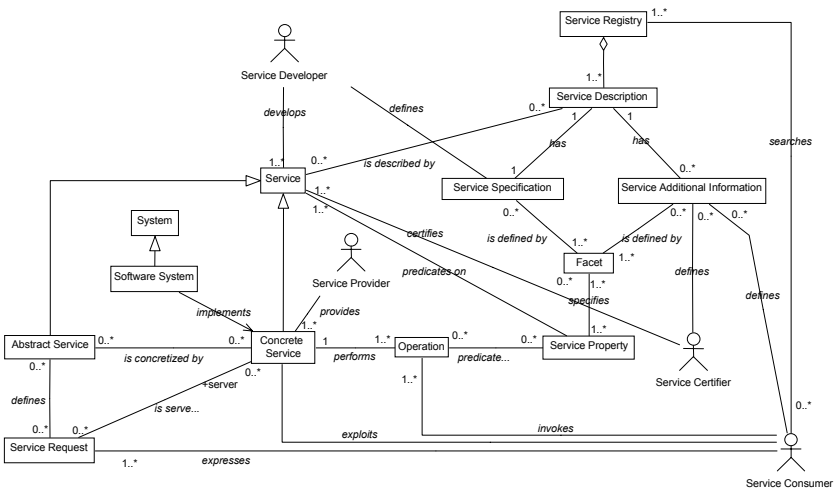 Service Registry
1..*
Service Developer
1..*
Service Description
0..*
1
1
defines
develops
has
has
searches
is described by
1..*
0..*
1
0..*
Service
Service Specification
Service Additional Information
1..*
1..*
0..*
0..*
0..*
0..*
System
certifies
is defined by
1..*
is defined by
Facet
1..*
Software System
Service Provider
predicates on
0..*
1..*
defines
defines
specifies
implements
provides
1..*
1..*
Abstract Service
0..*
0..*
Concrete
Service
1
1..*
Operation
0..*
0..*
Service Property
is concretized by
performs
predicate...
0..*
0..*
1..*
Service Certifier
+server
defines
is serve...
0..*
0..*
0..*
invokes
exploits
Service Request
1..*
expresses
Service Consumer